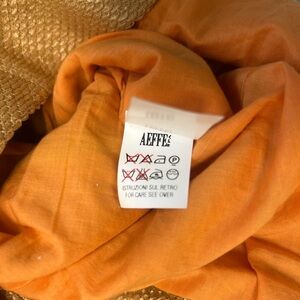 AEFFE
ISTRUZIONI SUL RETRO
FOR CARE SEE OVER